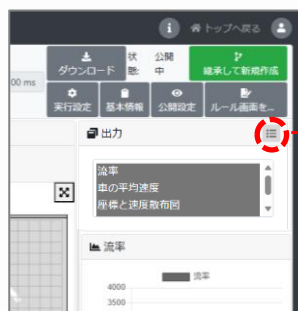 トップへ戻る
00 ms
ダウンロード
状態:
公開中
継承して新規作成
実行設定
基本情報
公開設定
ルール画面を...
出力
流率
車の平均速度
座標と速度散布図
流率
流率
4000
3500